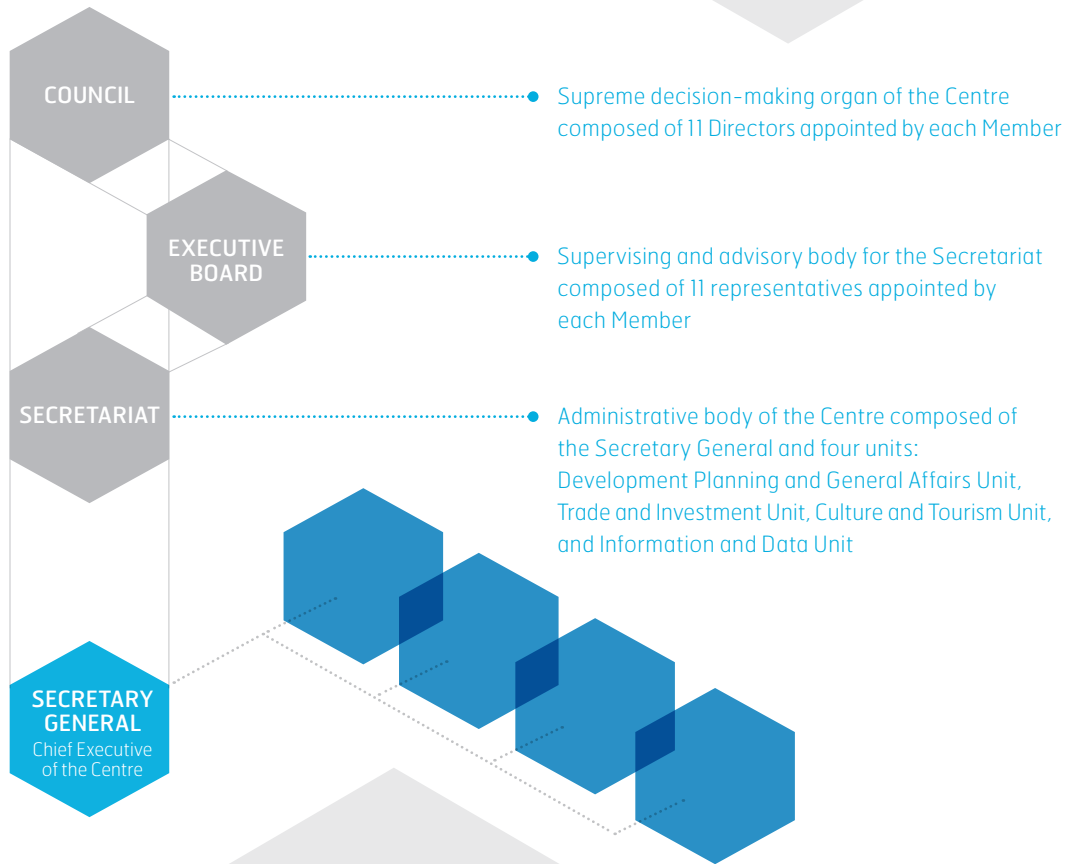 COUNCIL
Supreme decision-making organ of the Centre
composed of 11 Directors appointed by each Member
EXECUTIVE
BOARD
Supervising and advisory body for the Secretariat
composed of 11 representatives appointed by
each Member
SECRETARIAT
Administrative body of the Centre composed of
the Secretary General and four units:
Development Planning and General Affairs Unit,
Trade and Investment Unit, Culture and Tourism Unit,
and Information and Data Unit
SECRETARY
GENERAL
Chief Executive
of the Centre